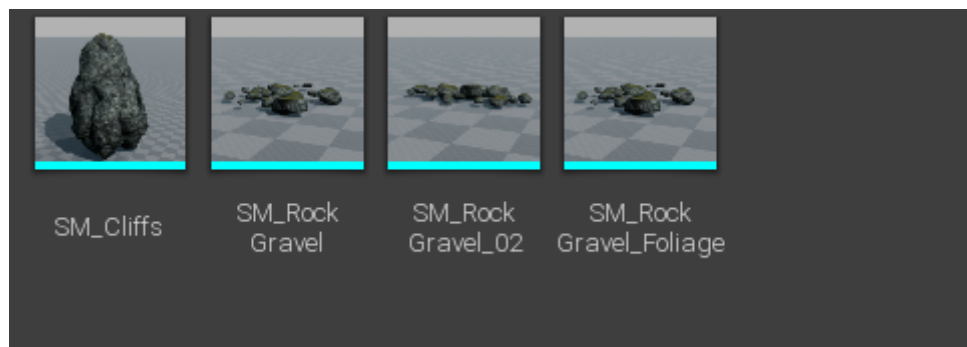 SM_Cliffs
SM_Rock
Gravel
SM_Rock
Gravel_02
SM_Rock
Gravel_Foliage